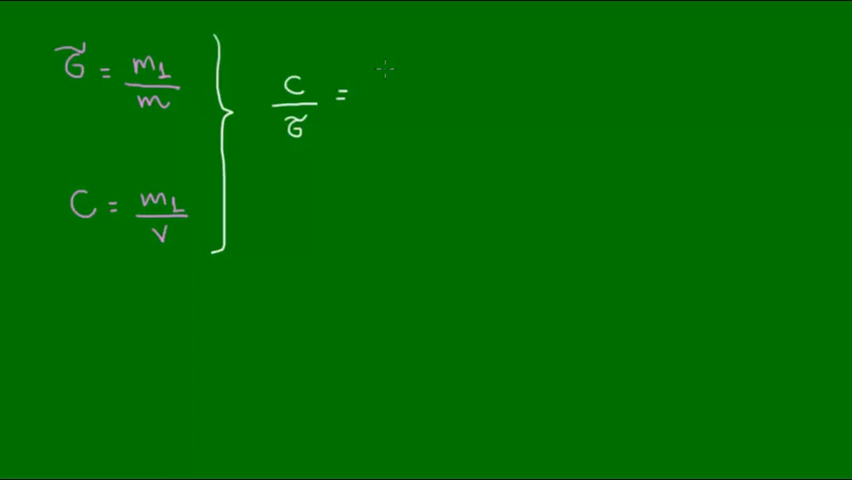 τ̃ = m₁/m
C/τ̃ =
C = m₁/V